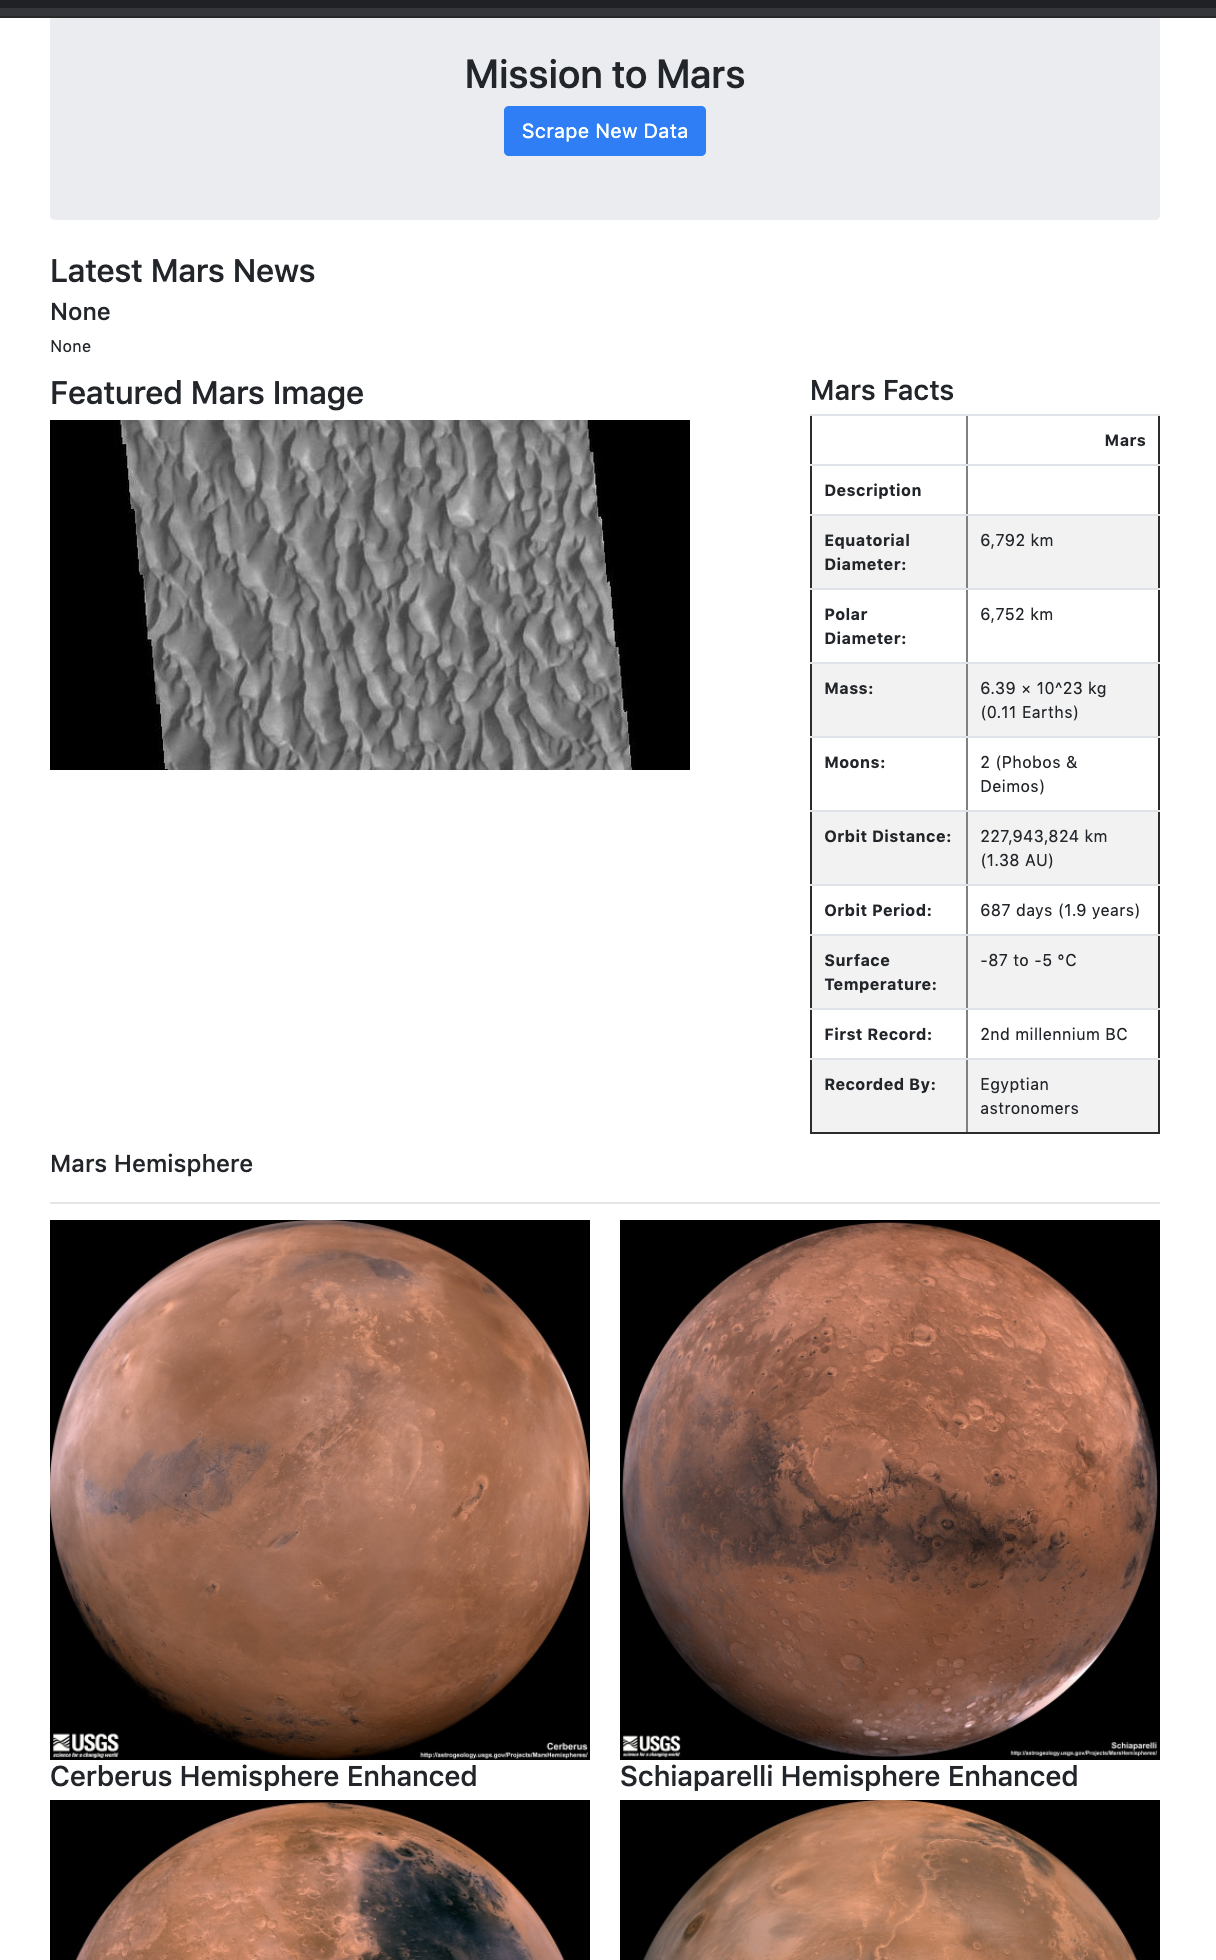 Mission to Mars
Scrape New Data
Latest Mars News
None
None
Featured Mars Image
Mars Facts
Mars
Description
Equatorial
Diameter:
6,792 km
Polar
Diameter:
6,752 km
Mass:
6.39 × 10^23 kg
(0.11 Earths)
Moons:
2 (Phobos &
Deimos)
Orbit Distance:
227,943,824 km
(1.38 AU)
Orbit Period:
687 days (1.9 years)
Surface
Temperature:
-87 to -5 °C
First Record:
2nd millennium BC
Recorded By:
Egyptian
astronomers
Mars Hemisphere
USGS
science for a changing world
Cerberus
http://astrogeology.usgs.gov/Projects/MarsHemispheres/
USGS
science for a changing world
Schiaparelli
http://astrogeology.usgs.gov/Projects/MarsHemispheres/
Cerberus Hemisphere Enhanced
Schiaparelli Hemisphere Enhanced